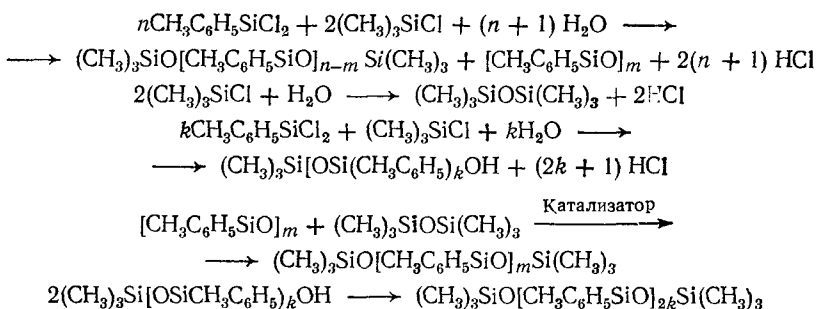 nCH₃C₆H₅SiCl₂ + 2(CH₃)₃SiCl + (n + 1) H₂O ⟶
⟶ (CH₃)₃SiO[CH₃C₆H₅SiO]ₙ₋ₘ Si(CH₃)₃ + [CH₃C₆H₅SiO]ₘ + 2(n + 1) HCl
2(CH₃)₃SiCl + H₂O ⟶ (CH₃)₃SiOSi(CH₃)₃ + 2HCl
kCH₃C₆H₅SiCl₂ + (CH₃)₃SiCl + kH₂O ⟶
⟶ (CH₃)₃Si[OSi(CH₃C₆H₅)ₖOH + (2k + 1) HCl
[CH₃C₆H₅SiO]ₘ + (CH₃)₃SiOSi(CH₃)₃ Катализатор ⟶
⟶ (CH₃)₃SiO[CH₃C₆H₅SiO]ₘSi(CH₃)₃
2(CH₃)₃Si[OSiCH₃C₆H₅)ₖOH ⟶ (CH₃)₃SiO[CH₃C₆H₅SiO]₂ₖSi(CH₃)₃